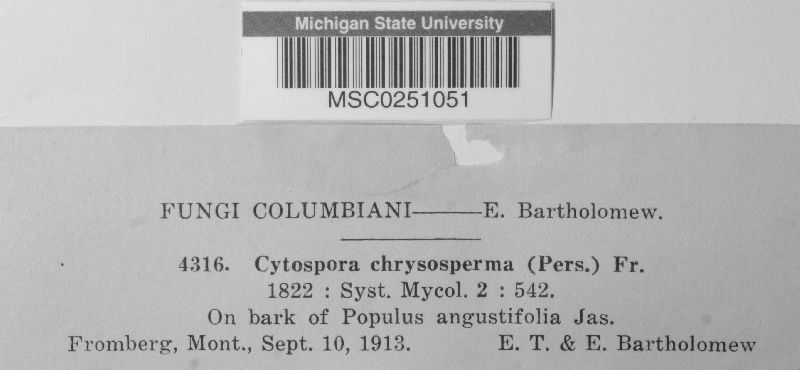 Michigan State University
MSC0251051
FUNGI COLUMBIANI——E. Bartholomew.
4316. Cytospora chrysosperma (Pers.) Fr.
1822 : Syst. Mycol. 2 : 542.
On bark of Populus angustifolia Jas.
Fromberg, Mont., Sept. 10, 1913. E. T. & E. Bartholomew